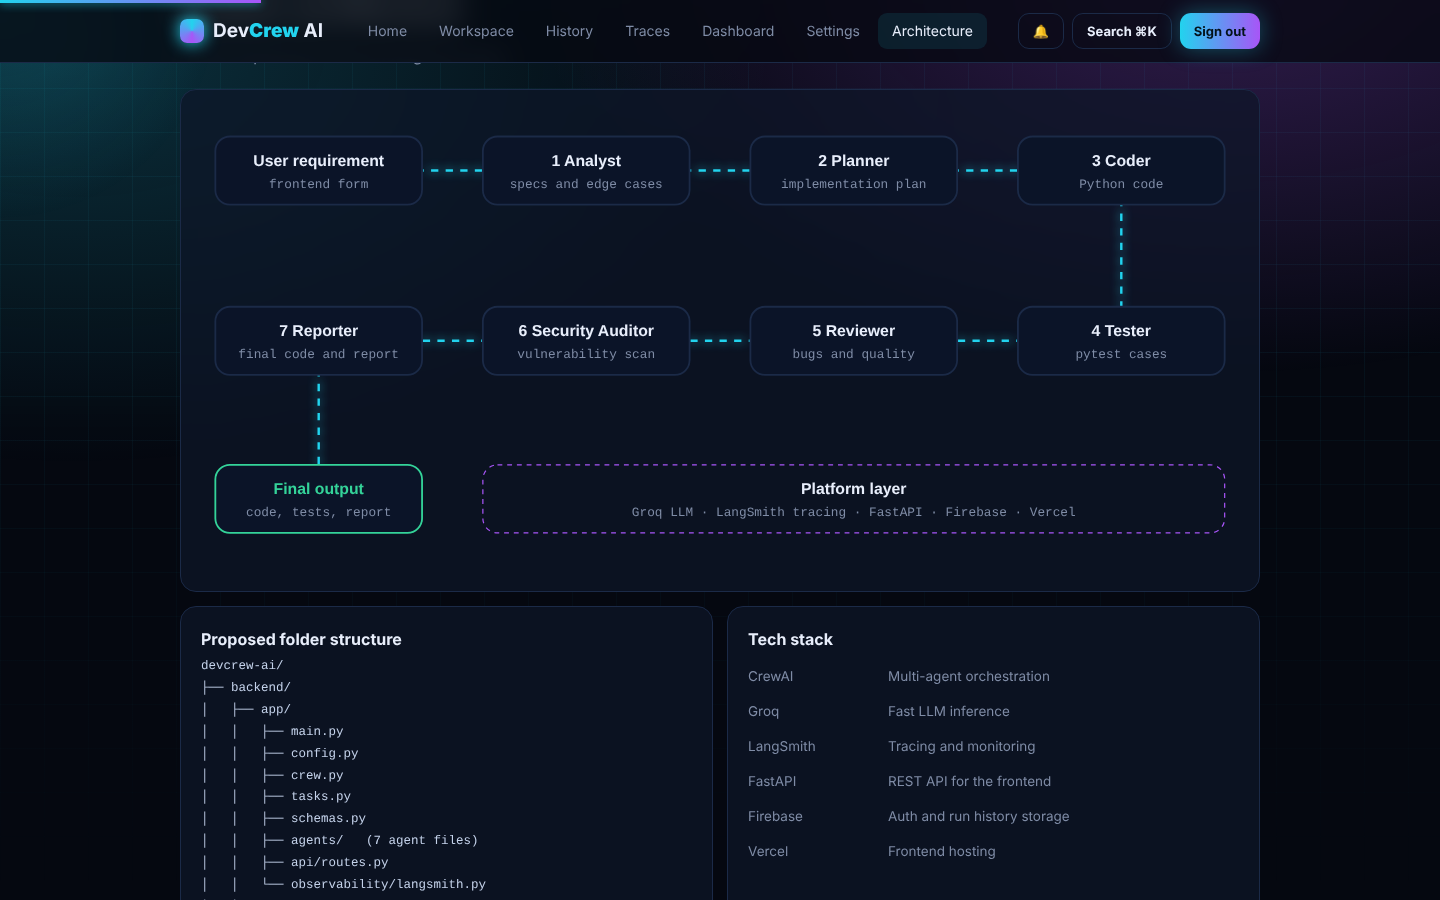 DevCrew AI
Home
Workspace
History
Traces
Dashboard
Settings
Architecture
Search ⌘K
Sign out
User requirement
frontend form
1 Analyst
specs and edge cases
2 Planner
implementation plan
3 Coder
Python code
7 Reporter
final code and report
6 Security Auditor
vulnerability scan
5 Reviewer
bugs and quality
4 Tester
pytest cases
Final output
code, tests, report
Platform layer
Groq LLM · LangSmith tracing · FastAPI · Firebase · Vercel
Proposed folder structure
devcrew-ai/
├── backend/
│   ├── app/
│   │   ├── main.py
│   │   ├── config.py
│   │   ├── crew.py
│   │   ├── tasks.py
│   │   ├── schemas.py
│   │   ├── agents/   (7 agent files)
│   │   ├── api/routes.py
│   │   └── observability/langsmith.py
Tech stack
CrewAI Multi-agent orchestration
Groq Fast LLM inference
LangSmith Tracing and monitoring
FastAPI REST API for the frontend
Firebase Auth and run history storage
Vercel Frontend hosting